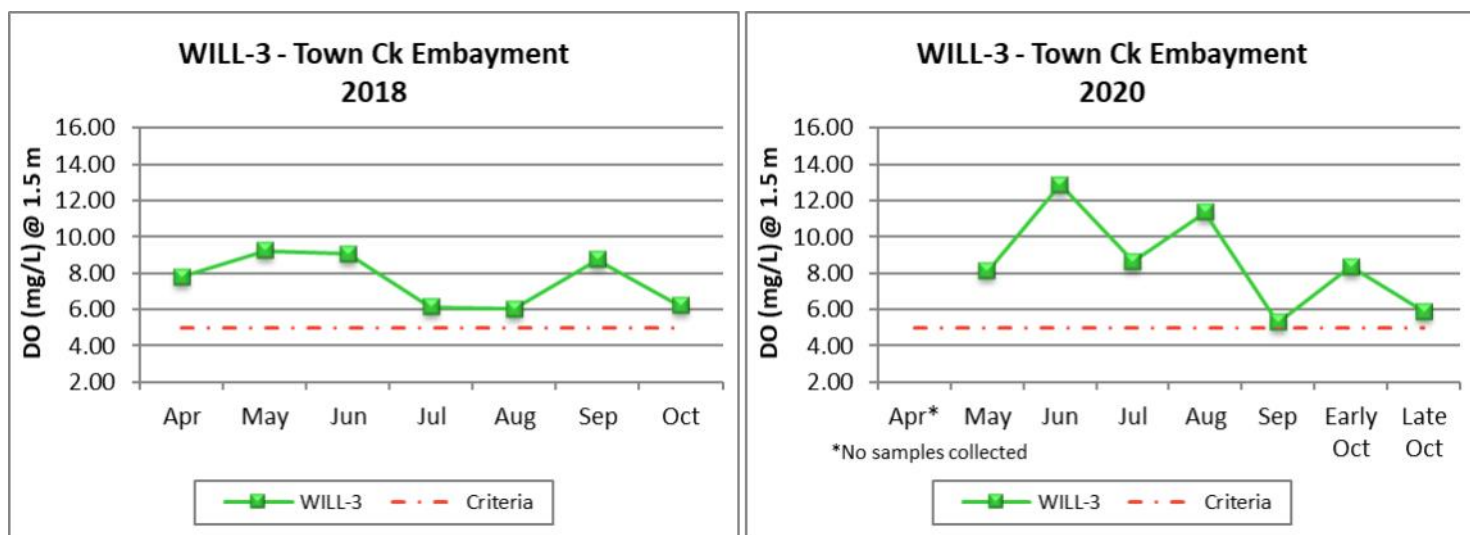 WILL-3 - Town Ck Embayment
2018
DO (mg/L) @ 1.5 m
16.00
14.00
12.00
10.00
8.00
6.00
4.00
2.00
Apr May Jun Jul Aug Sep Oct
WILL-3 Criteria
WILL-3 - Town Ck Embayment
2020
DO (mg/L) @ 1.5 m
16.00
14.00
12.00
10.00
8.00
6.00
4.00
2.00
Apr* May Jun Jul Aug Sep Early Late
Oct Oct
*No samples collected
WILL-3 Criteria